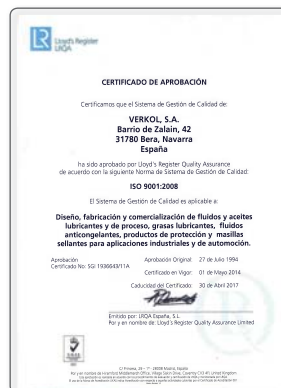 Lloyd's Register
LRQA
CERTIFICADO DE APROBACIÓN
Certificamos que el Sistema de Gestión de Calidad de:
VERKOL, S.A.
Barrio de Zalain, 42
31780 Bera, Navarra
España
ha sido aprobado por Lloyd's Register Quality Assurance
de acuerdo con la siguiente Norma de Sistema de Gestión de Calidad:
ISO 9001:2008
El Sistema de Gestión de Calidad es aplicable a:
Diseño, fabricación y comercialización de fluidos y aceites
lubricantes y de proceso, grasas lubricantes, fluidos
anticongelantes, productos de protección y masillas
sellantes para aplicaciones industriales y de automoción.
Aprobación
Certificado No: SGI 1936643/11A
Aprobación Original: 27 de Julio 1994
Certificado en Vigor: 01 de Mayo 2014
Caducidad del Certificado: 30 de Abril 2017
Emitido por: LRQA España, S.L.
Por y en nombre de: Lloyd's Register Quality Assurance Limited